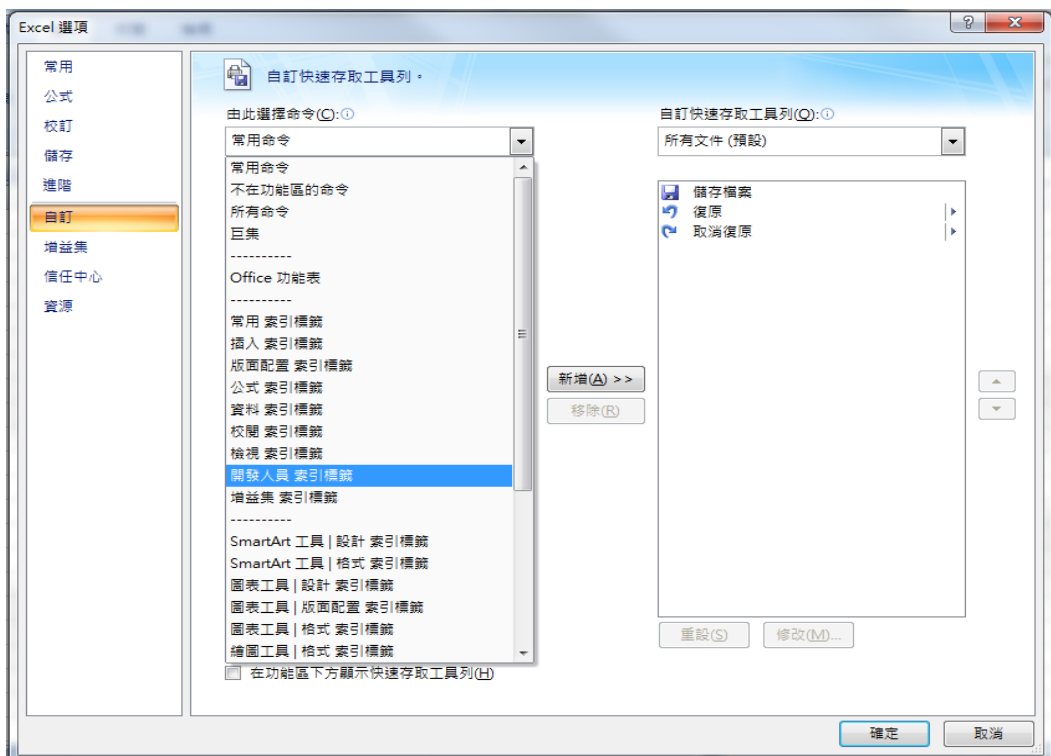 Excel 選項
常用
公式
校訂
儲存
進階
自訂
增益集
信任中心
資源
自訂快速存取工具列。
由此選擇命令(C):
常用命令
常用命令
不在功能區的命令
所有命令
巨集
----------
Office 功能表
----------
常用 索引標籤
插入 索引標籤
版面配置 索引標籤
公式 索引標籤
資料 索引標籤
校閱 索引標籤
檢視 索引標籤
開發人員 索引標籤
增益集 索引標籤
----------
SmartArt 工具 | 設計 索引標籤
SmartArt 工具 | 格式 索引標籤
圖表工具 | 設計 索引標籤
圖表工具 | 版面配置 索引標籤
圖表工具 | 格式 索引標籤
繪圖工具 | 格式 索引標籤
在功能區下方顯示快速存取工具列(H)
新增(A) >>
移除(R)
自訂快速存取工具列(Q):
所有文件 (預設)
儲存檔案
復原
取消復原
重設(S)
修改(M)...
確定
取消